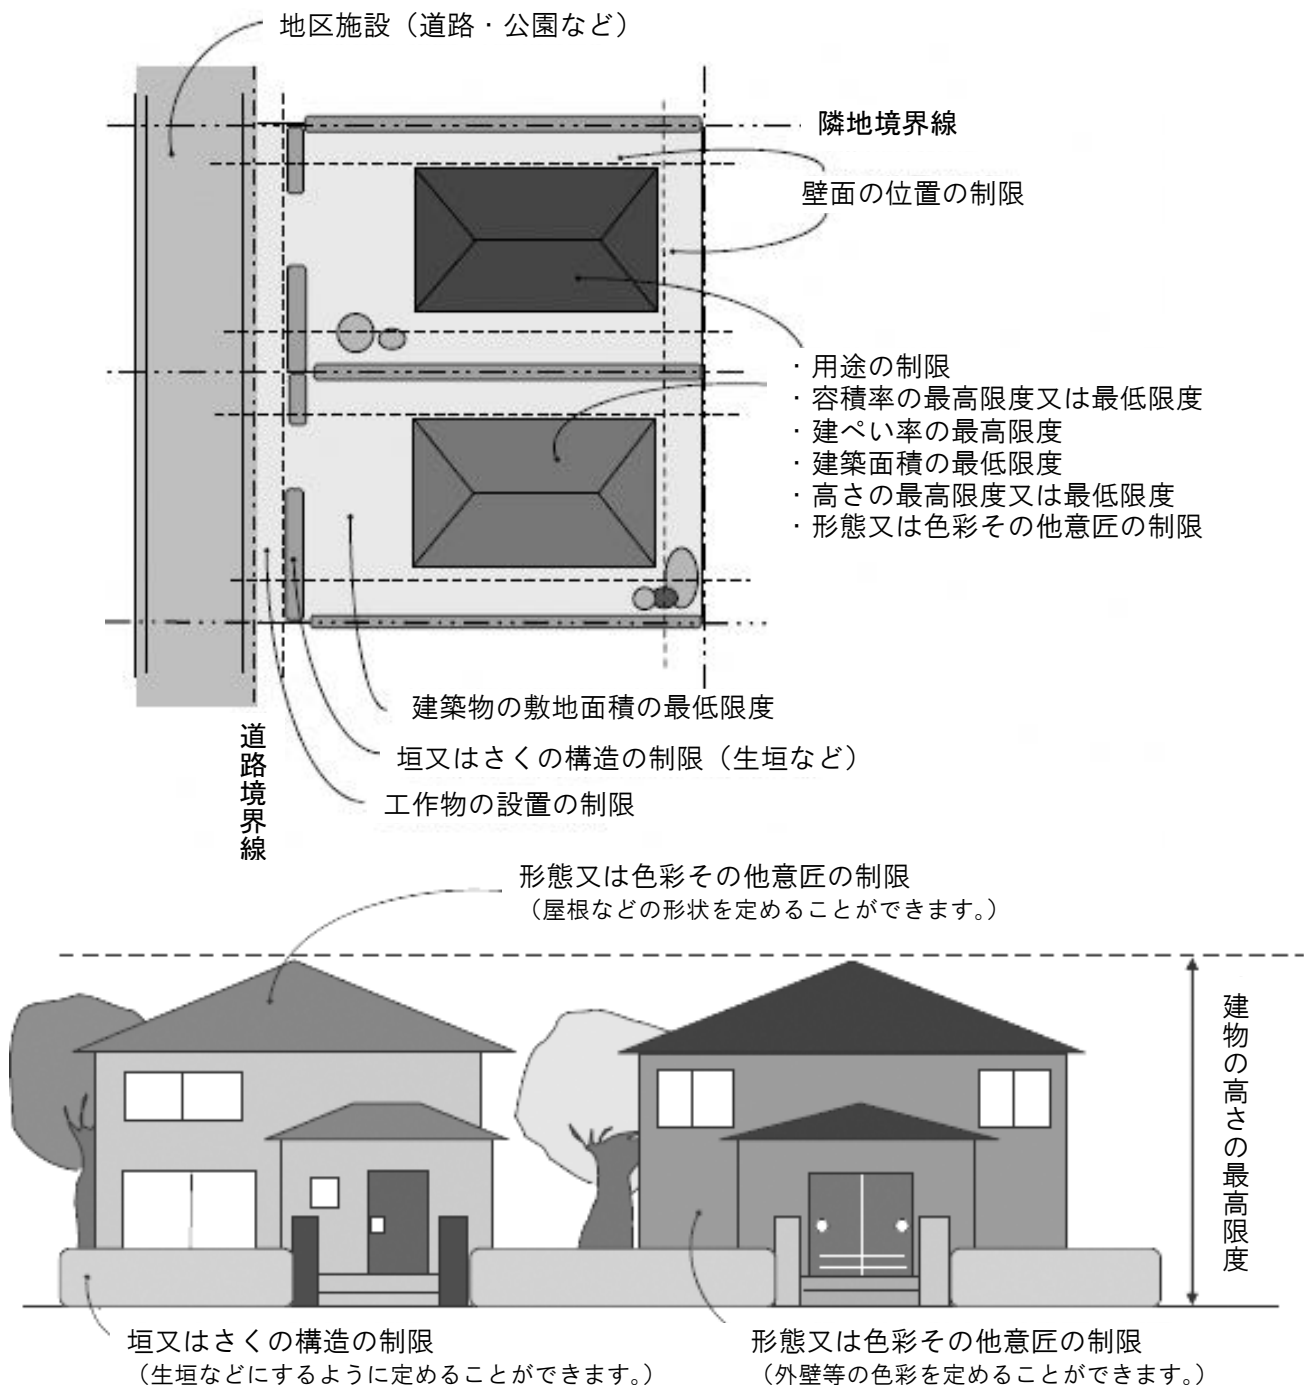 地区施設（道路・公園など）
隣地境界線
壁面の位置の制限
・用途の制限
・容積率の最高限度又は最低限度
・建ぺい率の最高限度
・建築面積の最低限度
・高さの最高限度又は最低限度
・形態又は色彩その他意匠の制限
建築物の敷地面積の最低限度
垣又はさくの構造の制限（生垣など）
工作物の設置の制限
道路境界線
形態又は色彩その他意匠の制限
（屋根などの形状を定めることができます。）
建物の高さの最高限度
垣又はさくの構造の制限
（生垣などにするように定めることができます。）
形態又は色彩その他意匠の制限
（外壁等の色彩を定めることができます。）